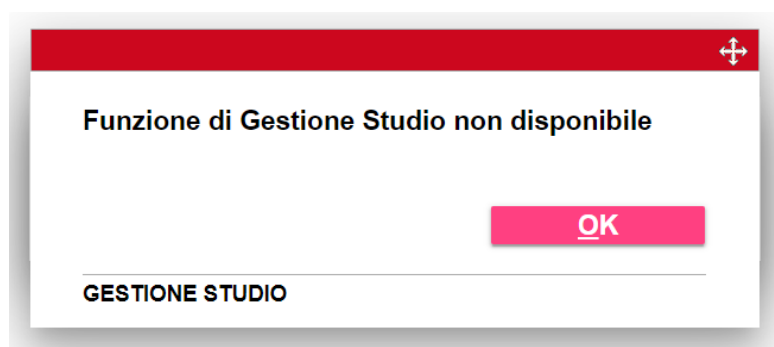 Funzione di Gestione Studio non disponibile
OK
GESTIONE STUDIO